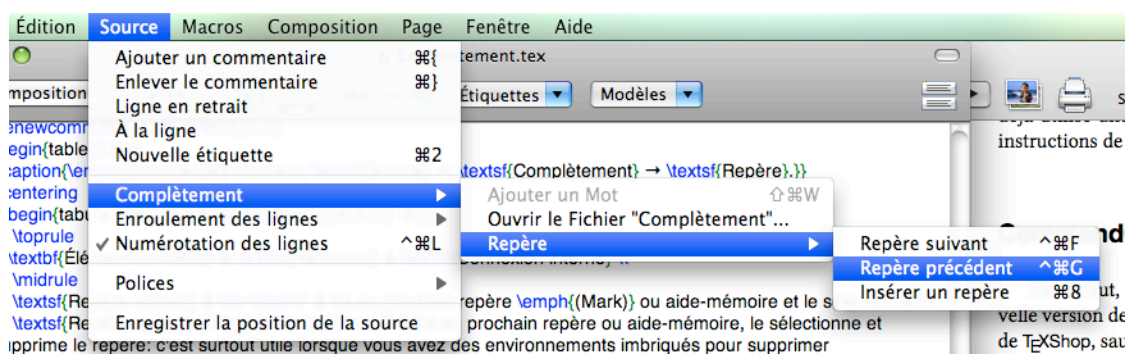 Édition Source Macros Composition Page Fenêtre Aide
Ajouter un commentaire ⌘{
tement.tex
Enlever le commentaire ⌘}
mposition
Étiquettes Modèles
Ligne en retrait
À la ligne
instructions de
Nouvelle étiquette ⌘2
egin{table
\textsf{Complètement} → \textsf{Repère}.}}
centering
Complètement
Ajouter un Mot ⇧⌘W
begin{tabu
Enroulement des lignes
Ouvrir le Fichier "Complètement"...
\toprule
✓ Numérotation des lignes ^⌘L
Repère
Repère suivant ^⌘F
\textbf{Élé
Repère précédent ^⌘G
\midrule
Polices
Insérer un repère ⌘8
ut,
\textsf{Re
repère \emph{(Mark)} ou aide-mémoire et le s
velle version de
\textsf{Re
Enregistrer la position de la source
prochain repère ou aide-mémoire, le sélectionne et
de TEXShop, sau
pprime le repère: c'est surtout utile lorsque vous avez des environnements imbriqués pour supprimer